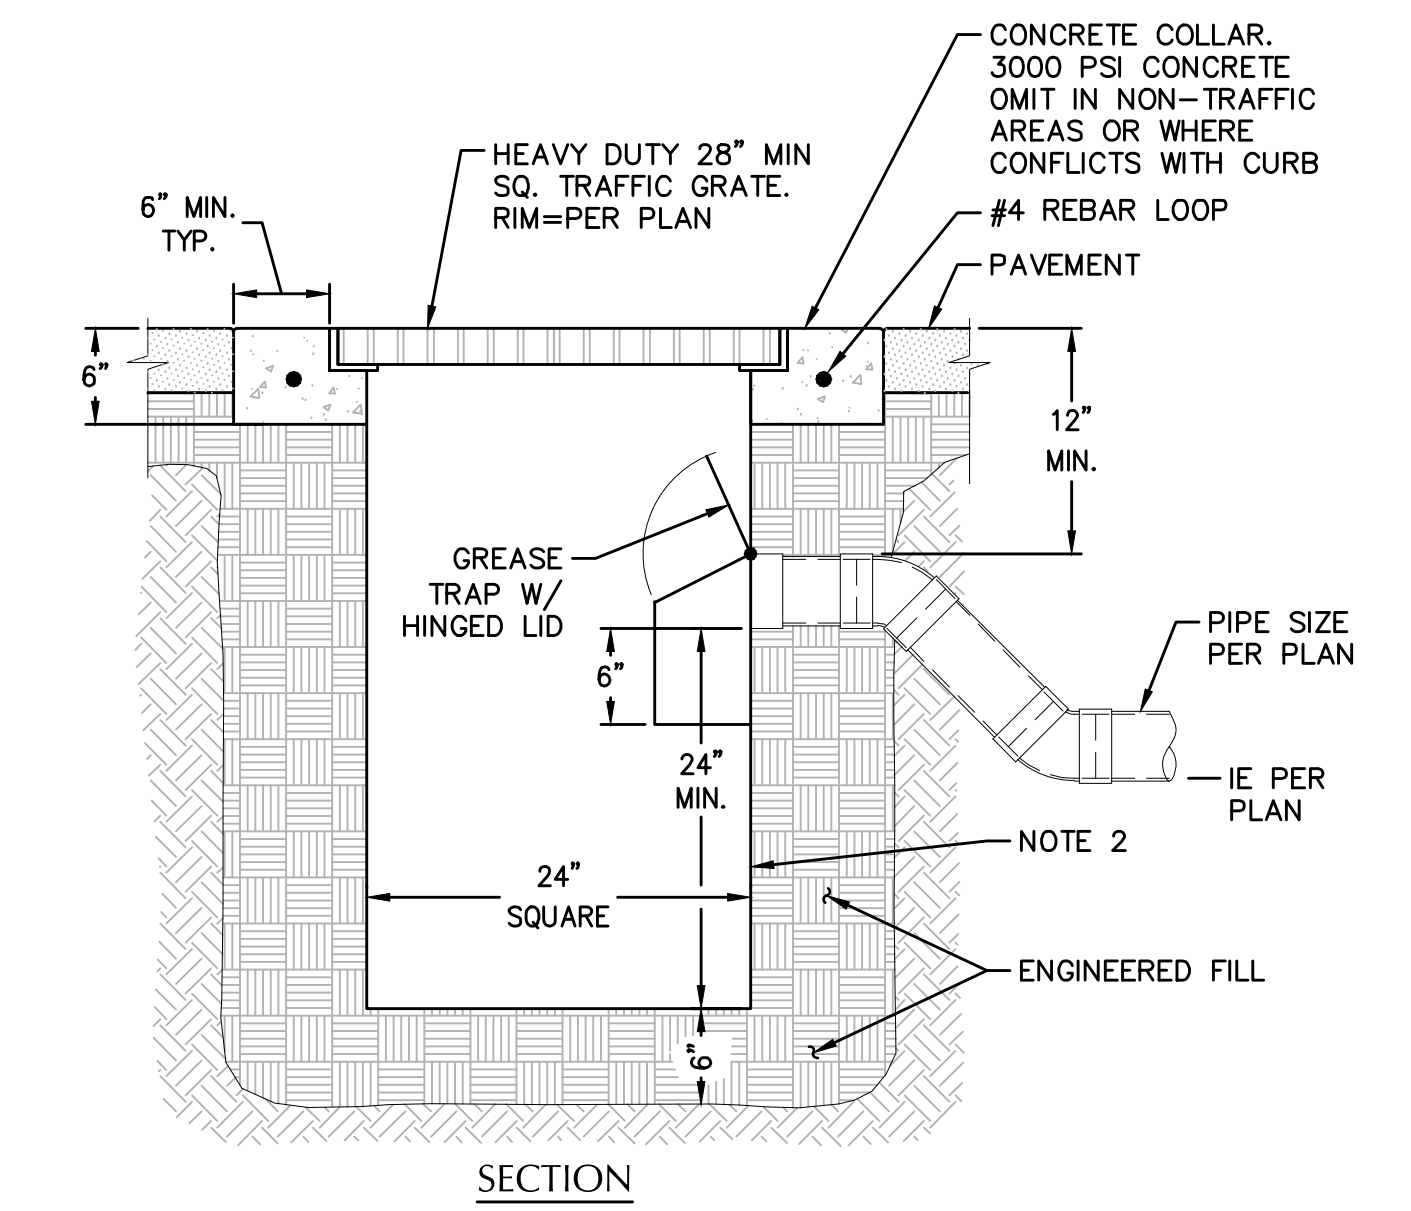 CONCRETE COLLAR.
3000 PSI CONCRETE
OMIT IN NON-TRAFFIC
AREAS OR WHERE
CONFLICTS WITH CURB
HEAVY DUTY 28" MIN
SQ. TRAFFIC GRATE.
RIM=PER PLAN
6" MIN.
TYP.
#4 REBAR LOOP
PAVEMENT
6"
12"
MIN.
GREASE
TRAP W/
HINGED LID
6"
PIPE SIZE
PER PLAN
24"
MIN.
IE PER
PLAN
NOTE 2
24"
SQUARE
ENGINEERED FILL
6"
SECTION